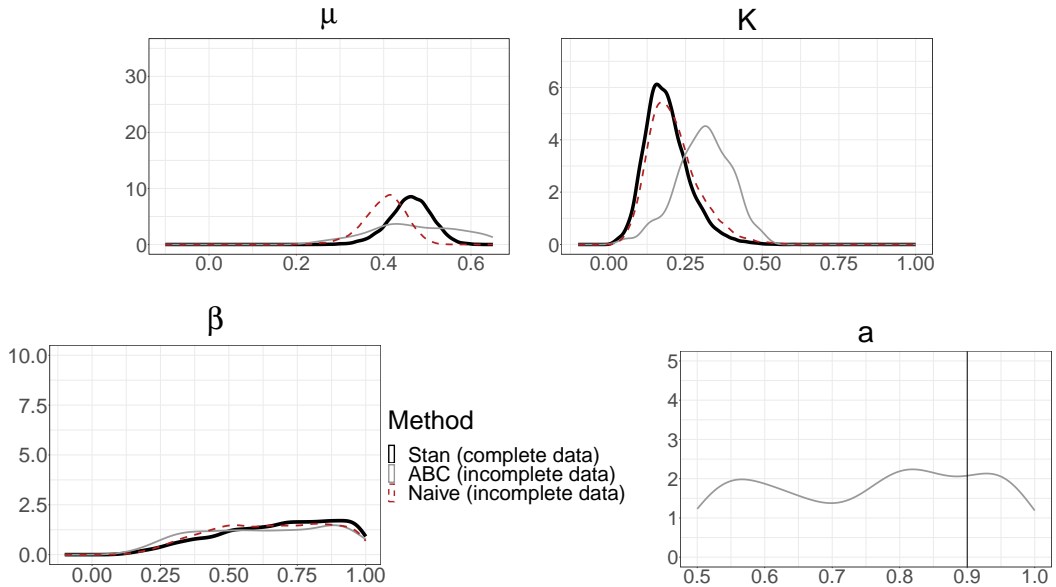 μ
30
20
10
0
0.0 0.2 0.4 0.6
K
6
4
2
0
0.00 0.25 0.50 0.75 1.00
β
10.0
7.5
5.0
2.5
0.0
0.00 0.25 0.50 0.75 1.00
Method
Stan (complete data)
ABC (incomplete data)
Naive (incomplete data)
a
5
4
3
2
1
0
0.5 0.6 0.7 0.8 0.9 1.0